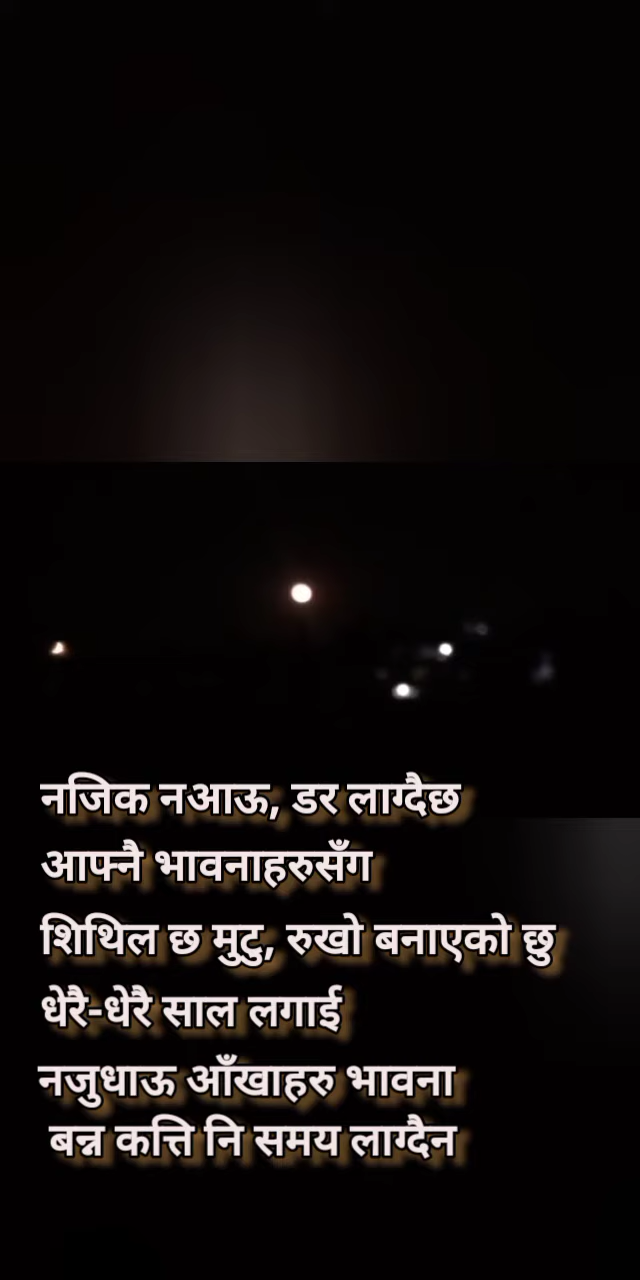 नजिक नआऊ, डर लाग्दैछ
आफ्नै भावनाहरुसँग
शिथिल छ मुटु, रुखो बनाएको छु
धेरै-धेरै साल लगाई
नजुधाऊ आँखाहरु भावना
बन्न कत्ति नि समय लाग्दैन